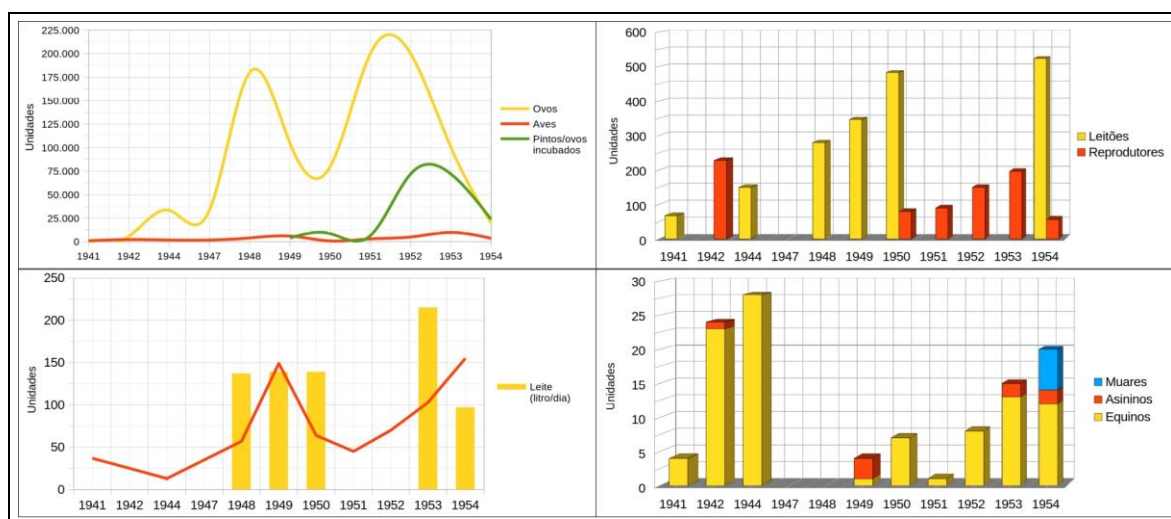 225.000
200.000
175.000
150.000
125.000
100.000
75.000
50.000
25.000
0
Unidades
1941 1942 1944 1947 1948 1949 1950 1951 1952 1953 1954
Ovos
Aves
Pintos/ovos
incubados
600
500
400
300
200
100
0
Unidades
1941 1942 1944 1947 1948 1949 1950 1951 1952 1953 1954
Leitões
Reprodutores
250
200
150
100
50
0
Unidades
1941 1942 1944 1947 1948 1949 1950 1951 1952 1953 1954
Leite
(litro/dia)
30
25
20
15
10
5
0
Unidades
1941 1942 1944 1947 1948 1949 1950 1951 1952 1953 1954
Muares
Asininos
Equinos